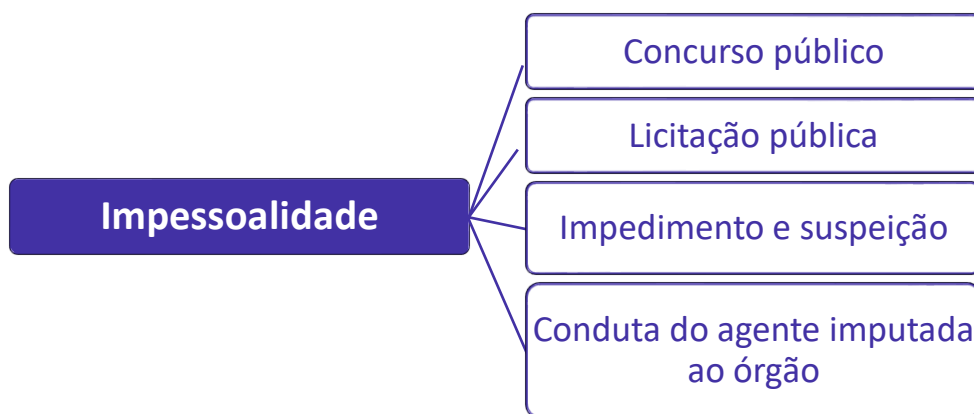 Impessoalidade
Concurso público
Licitação pública
Impedimento e suspeição
Conduta do agente imputada
ao órgão